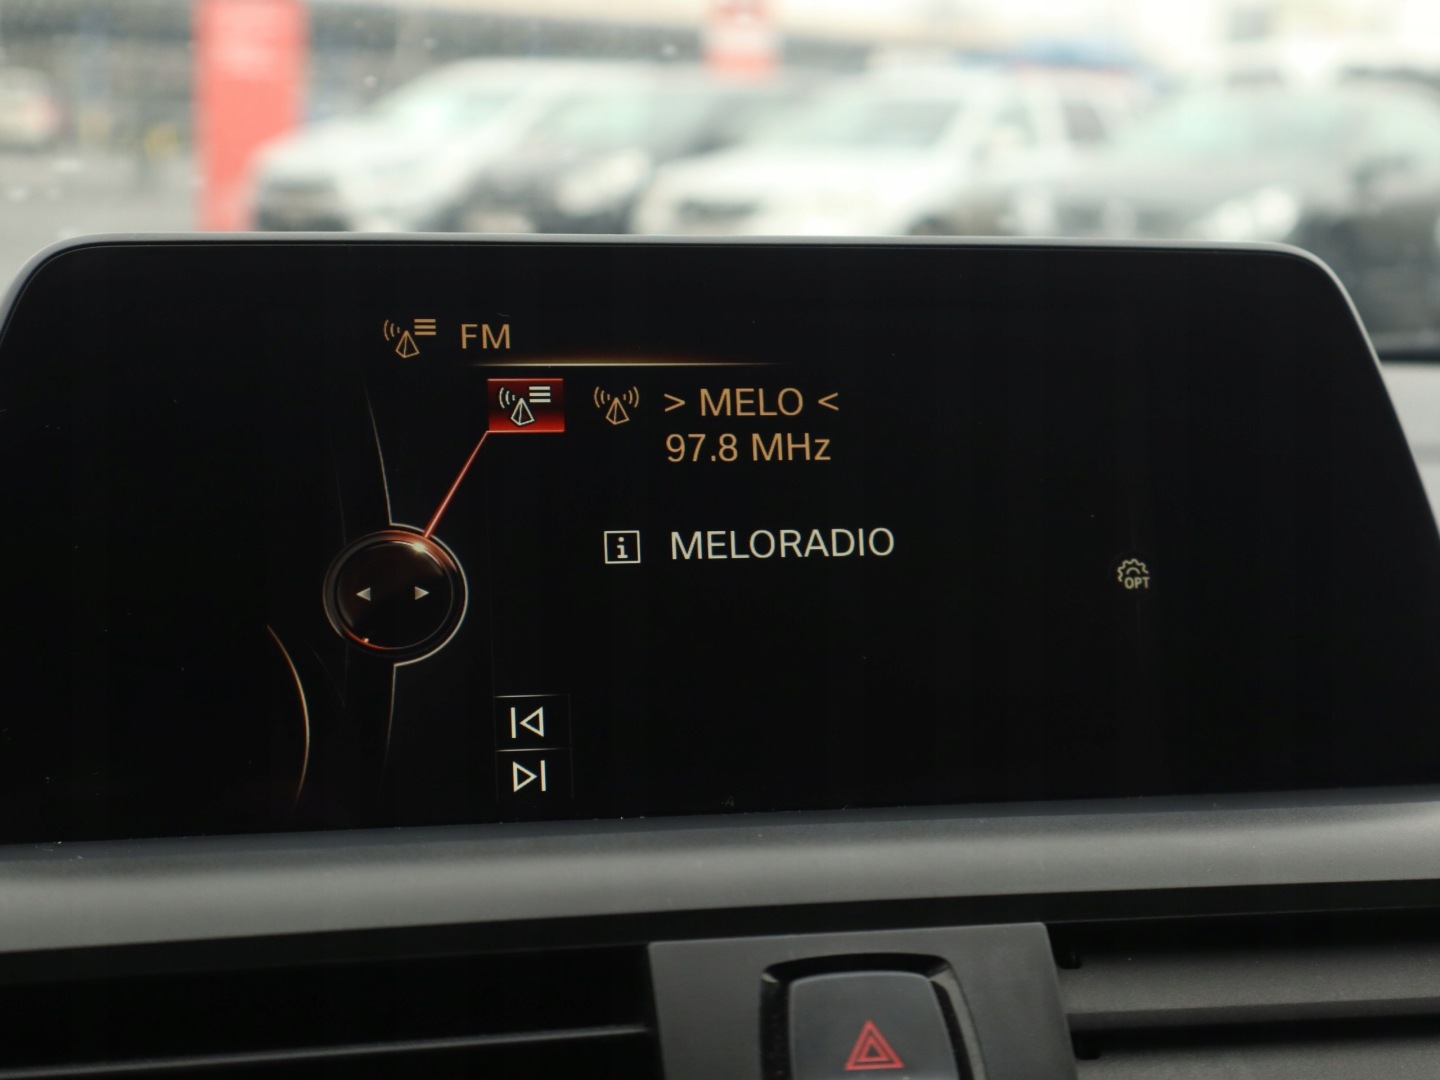 FM
> MELO <
97.8 MHz
i MELORADIO
OPT